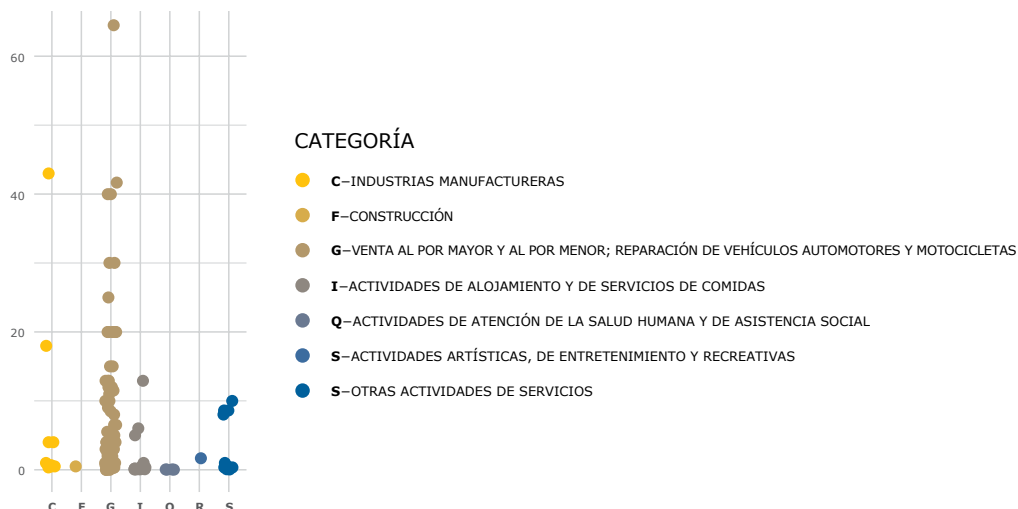 60
40
20
0
C F G I Q R S
CATEGORÍA
C–INDUSTRIAS MANUFACTURERAS
F–CONSTRUCCIÓN
G–VENTA AL POR MAYOR Y AL POR MENOR; REPARACIÓN DE VEHÍCULOS AUTOMOTORES Y MOTOCICLETAS
I–ACTIVIDADES DE ALOJAMIENTO Y DE SERVICIOS DE COMIDAS
Q–ACTIVIDADES DE ATENCIÓN DE LA SALUD HUMANA Y DE ASISTENCIA SOCIAL
S–ACTIVIDADES ARTÍSTICAS, DE ENTRETENIMIENTO Y RECREATIVAS
S–OTRAS ACTIVIDADES DE SERVICIOS